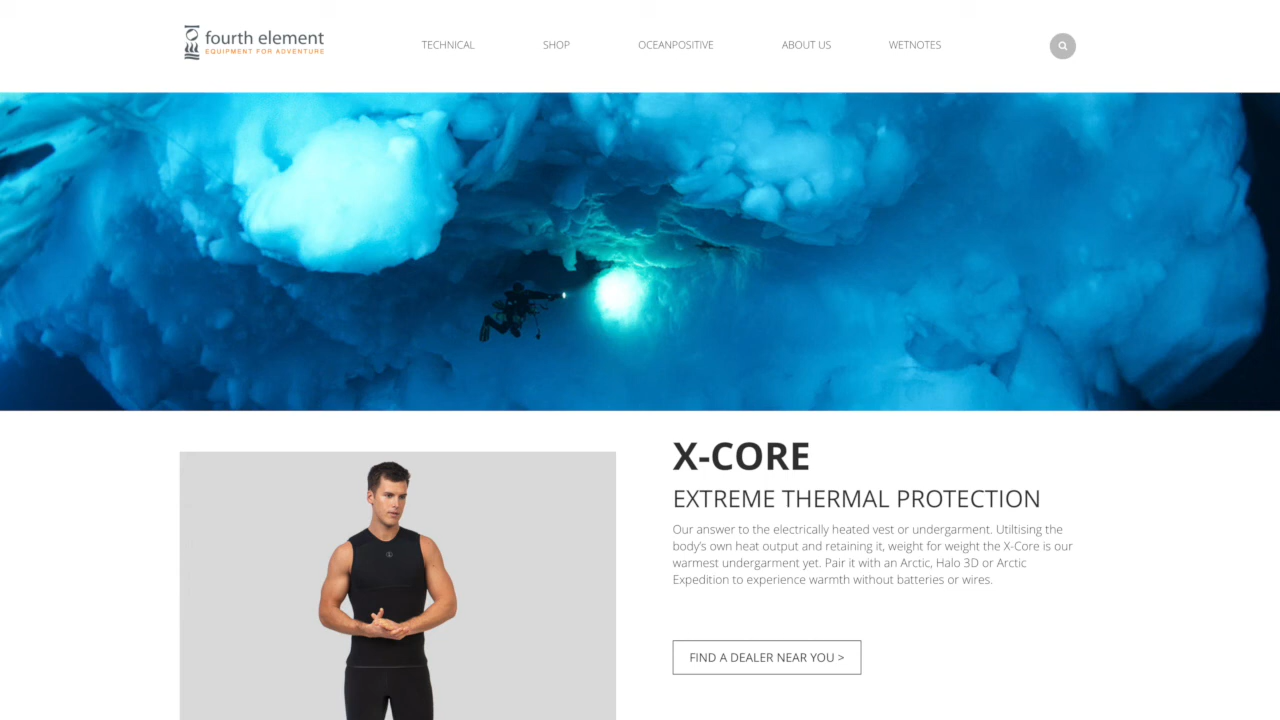 fourth element
EQUIPMENT FOR ADVENTURE
TECHNICAL
SHOP
OCEANPOSITIVE
ABOUT US
WETNOTES
X-CORE
EXTREME THERMAL PROTECTION
Our answer to the electrically heated vest or undergarment. Utiltising the
body's own heat output and retaining it, weight for weight the X-Core is our
warmest undergarment yet. Pair it with an Arctic, Halo 3D or Arctic
Expedition to experience warmth without batteries or wires.
FIND A DEALER NEAR YOU >